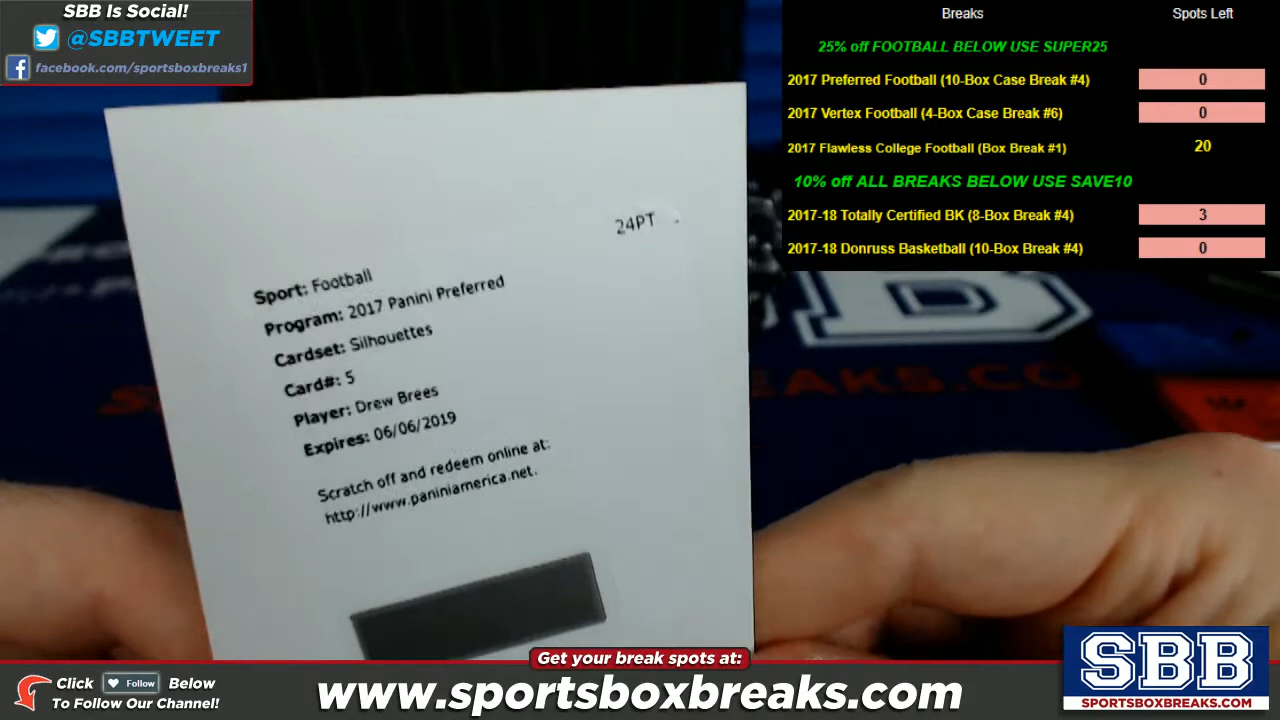 SBB Is Social!
@SBBTWEET
facebook.com/sportsboxbreaks1
Breaks Spots Left
25% off FOOTBALL BELOW USE SUPER25
2017 Preferred Football (10-Box Case Break #4) 0
2017 Vertex Football (4-Box Case Break #6) 0
2017 Flawless College Football (Box Break #1) 20
10% off ALL BREAKS BELOW USE SAVE10
2017-18 Totally Certified BK (8-Box Break #4) 3
2017-18 Donruss Basketball (10-Box Break #4) 0
24PT
Sport: Football
Program: 2017 Panini Preferred
Cardset: Silhouettes
Card#: 5
Player: Drew Brees
Expires: 06/06/2019
Scratch off and redeem online at:
http://www.paniniamerica.net.
BREAKS.COM
Get your break spots at:
Click Follow Below
To Follow Our Channel!
www.sportsboxbreaks.com
SBB
SPORTSBOXBREAKS.COM